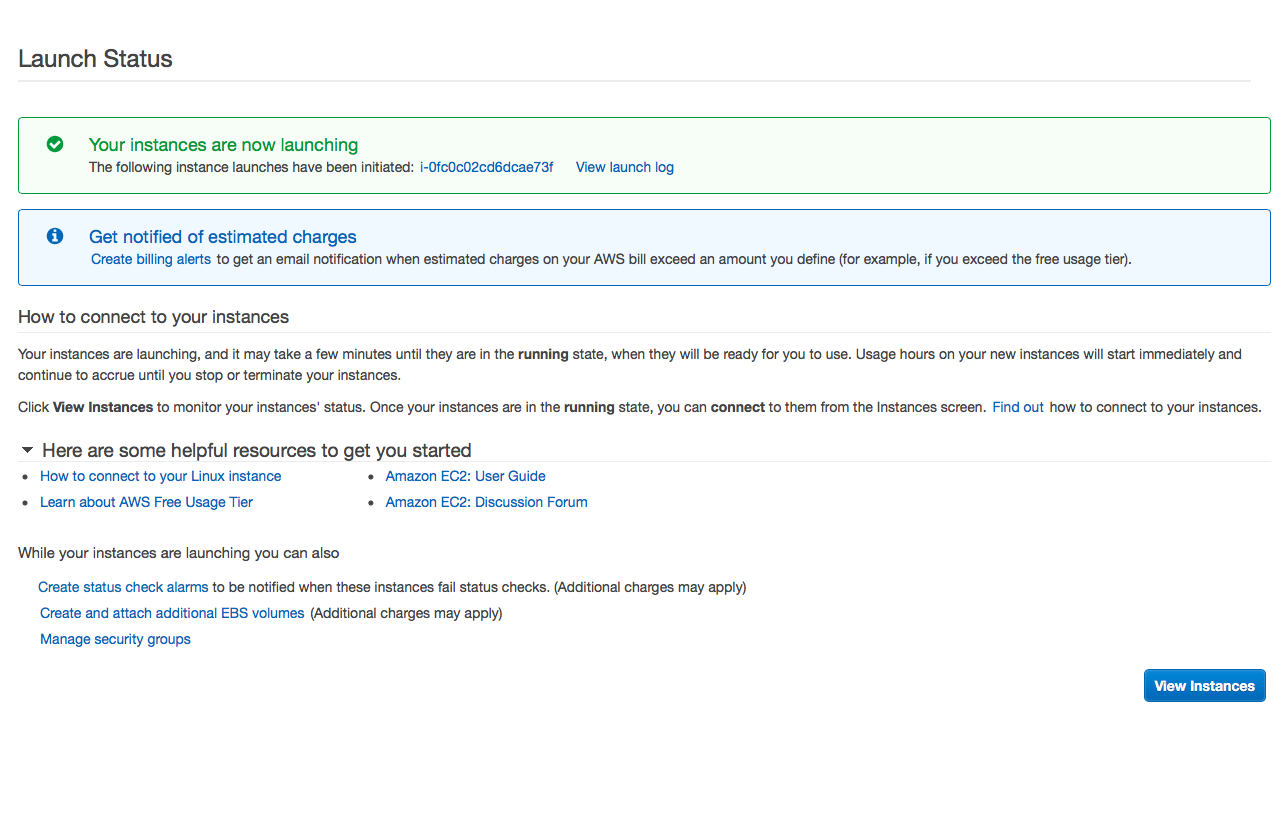 Launch Status
Your instances are now launching
The following instance launches have been initiated: i-0fc0c02cd6dcae73f View launch log
Get notified of estimated charges
Create billing alerts to get an email notification when estimated charges on your AWS bill exceed an amount you define (for example, if you exceed the free usage tier).
How to connect to your instances
Your instances are launching, and it may take a few minutes until they are in the running state, when they will be ready for you to use. Usage hours on your new instances will start immediately and
continue to accrue until you stop or terminate your instances.
Click View Instances to monitor your instances' status. Once your instances are in the running state, you can connect to them from the Instances screen. Find out how to connect to your instances.
Here are some helpful resources to get you started
How to connect to your Linux instance
Learn about AWS Free Usage Tier
Amazon EC2: User Guide
Amazon EC2: Discussion Forum
While your instances are launching you can also
Create status check alarms to be notified when these instances fail status checks. (Additional charges may apply)
Create and attach additional EBS volumes (Additional charges may apply)
Manage security groups
View Instances